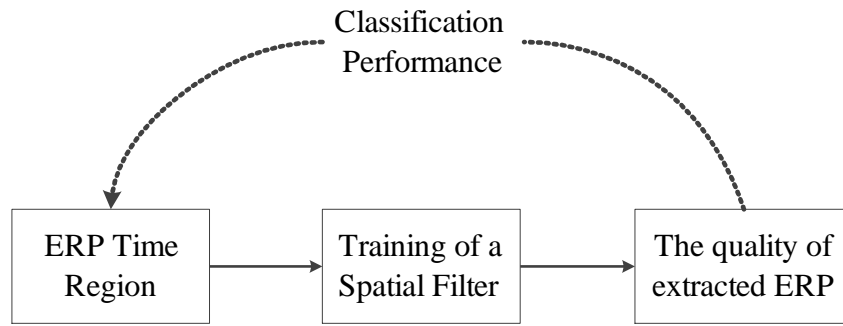 Classification
Performance
ERP Time
Region
Training of a
Spatial Filter
The quality of
extracted ERP